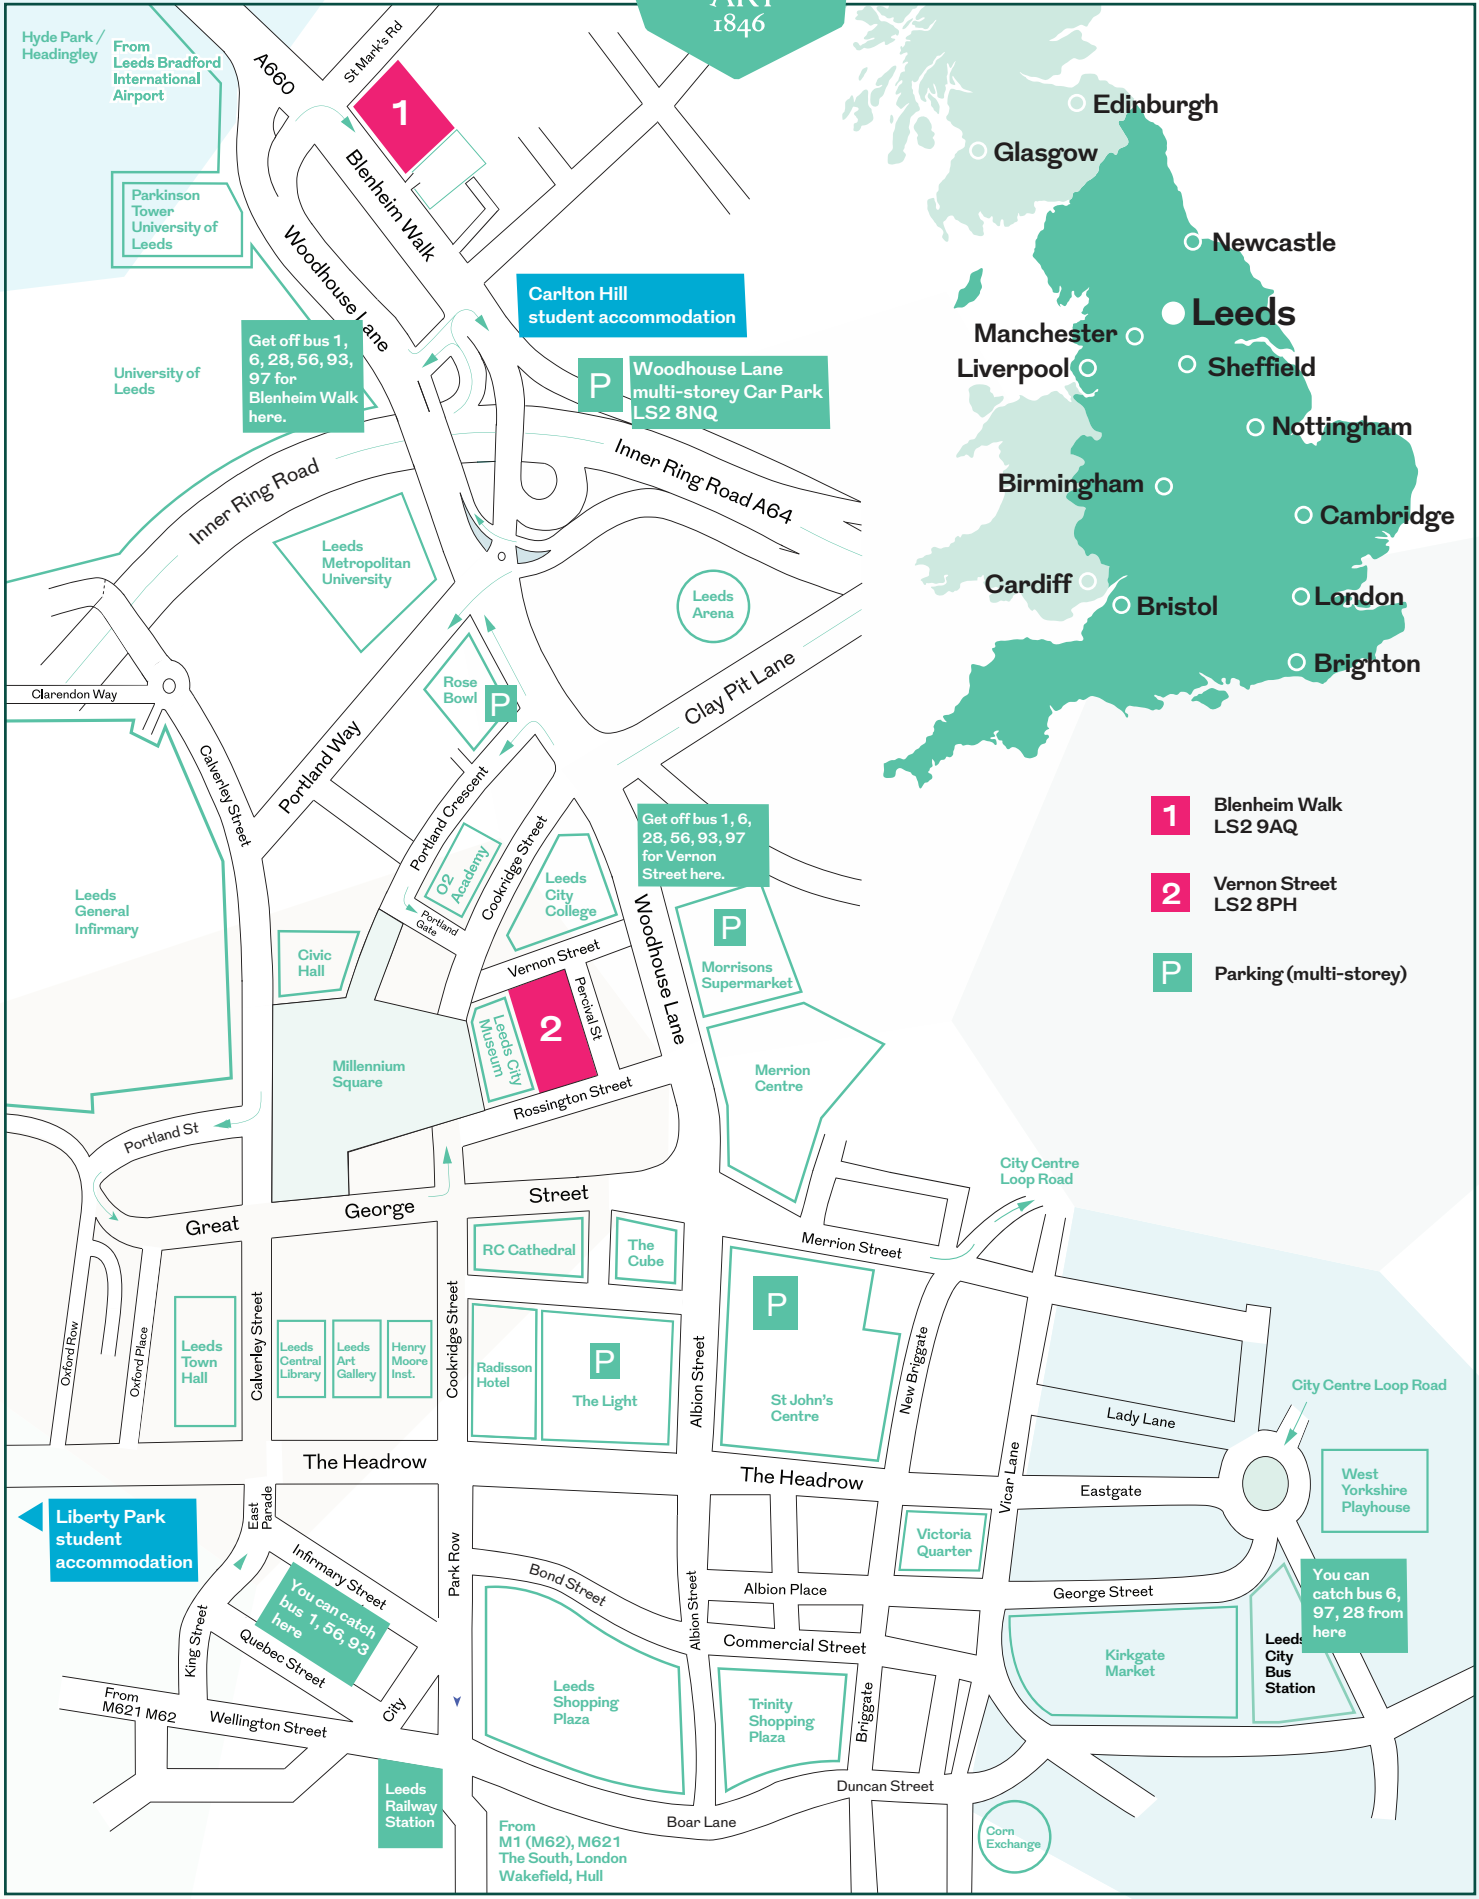 ART
1846
Hyde Park /
Headingley
From
Leeds Bradford
International
Airport
A660
St Mark's Rd
1
Blenheim Walk
Parkinson
Tower
University of
Leeds
Woodhouse Lane
Carlton Hill
student accommodation
Get off bus 1,
6, 28, 56, 93,
97 for
Blenheim Walk
here.
University of
Leeds
P
Woodhouse Lane
multi-storey Car Park
LS2 8NQ
Inner Ring Road
Inner Ring Road A64
Leeds
Metropolitan
University
Leeds
Arena
Rose
Bowl
P
Clay Pit Lane
Clarendon Way
Calverley Street
Portland Way
Portland Crescent
O2
Academy
Cookridge Street
Portland
Gate
Leeds
City
College
Get off bus 1, 6,
28, 56, 93, 97
for Vernon
Street here.
Woodhouse Lane
P
Morrisons
Supermarket
Leeds
General
Infirmary
Civic
Hall
Vernon Street
Percival St
2
Leeds City
Museum
Millennium
Square
Rossington Street
Merrion
Centre
Portland St
Great
George
Street
City Centre
Loop Road
Merrion Street
RC Cathedral
The
Cube
P
St John's
Centre
Oxford Row
Oxford Place
Leeds
Town
Hall
Calverley Street
Leeds
Central
Library
Leeds
Art
Gallery
Henry
Moore
Inst.
Cookridge Street
Radisson
Hotel
P
The Light
Albion Street
New Briggate
City Centre Loop Road
Lady Lane
The Headrow
The Headrow
Vicar Lane
Eastgate
West
Yorkshire
Playhouse
Liberty Park
student
accommodation
East
Parade
Infirmary Street
You can catch
bus 1, 56, 93
here
Park Row
Bond Street
Albion Street
Albion Place
Victoria
Quarter
George Street
You can
catch bus 6,
97, 28 from
here
King Street
Quebec Street
Commercial Street
Kirkgate
Market
Leeds
City
Bus
Station
From
M621 M62
Wellington Street
City
Leeds
Shopping
Plaza
Trinity
Shopping
Plaza
Briggate
Leeds
Railway
Station
Duncan Street
Boar Lane
From
M1 (M62), M621
The South, London
Wakefield, Hull
Corn
Exchange
Edinburgh
Glasgow
Newcastle
Leeds
Manchester
Liverpool
Sheffield
Nottingham
Birmingham
Cambridge
Cardiff
Bristol
London
Brighton
1
Blenheim Walk
LS2 9AQ
2
Vernon Street
LS2 8PH
P
Parking (multi-storey)